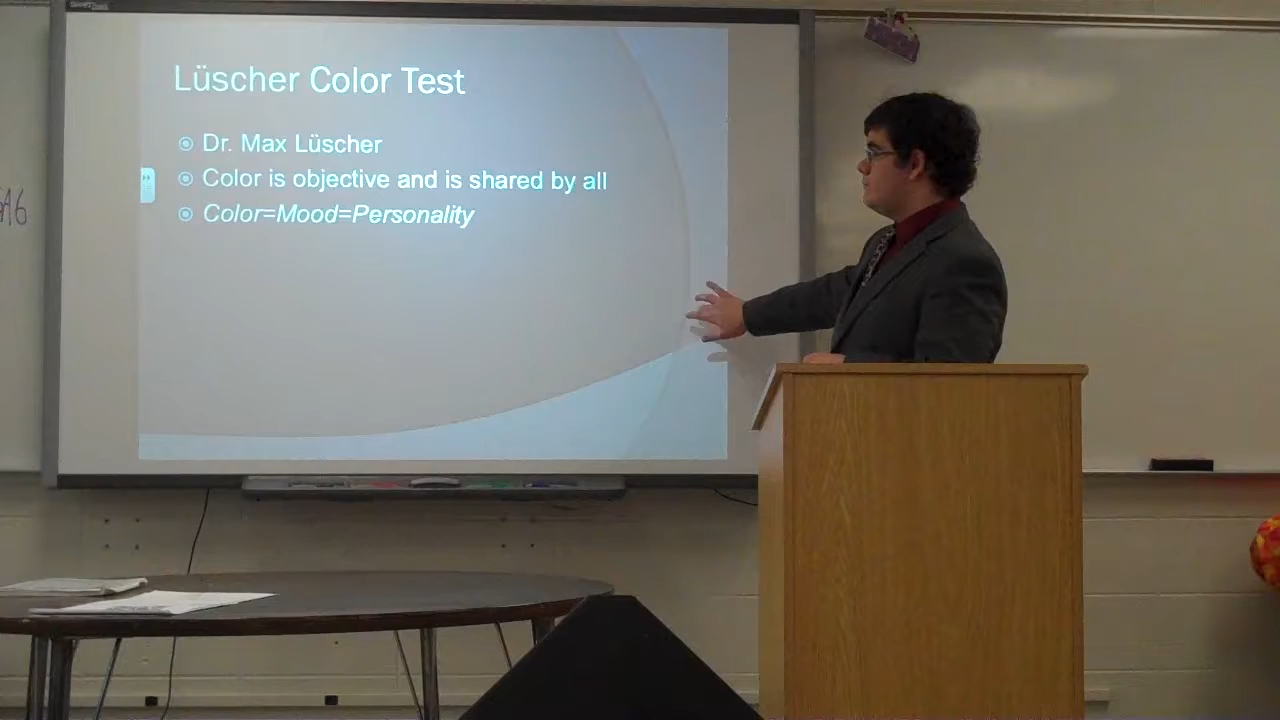 Lüscher Color Test
Dr. Max Lüscher
Color is objective and is shared by all
Color=Mood=Personality